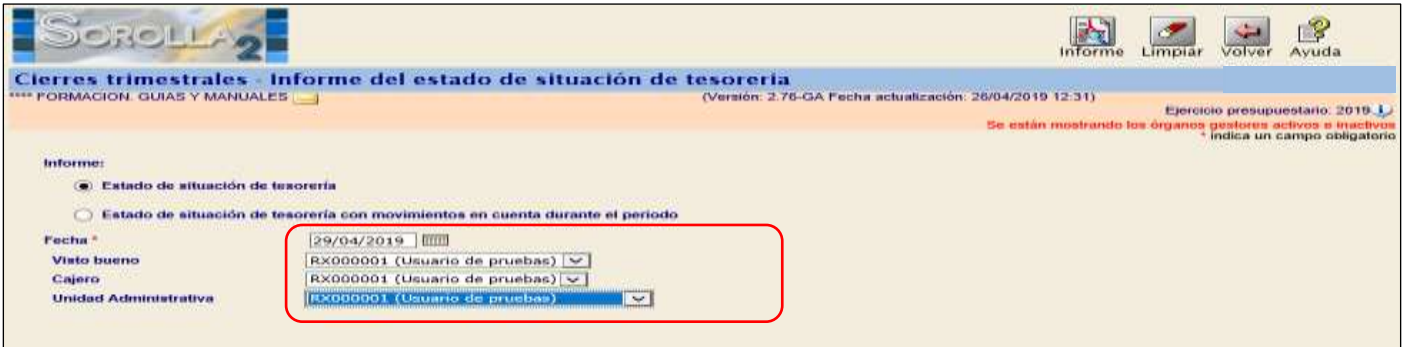 SOROLLA2
Informe Limpiar Volver Ayuda
Cierres trimestrales - Informe del estado de situación de tesorería
**** FORMACION. GUIAS Y MANUALES (Versión: 2.76-GA Fecha actualización: 26/04/2019 12:31)
Ejercicio presupuestario: 2019
Se están mostrando los órganos gestores activos e inactivos
* indica un campo obligatorio
Informe:
Estado de situación de tesorería
Estado de situación de tesorería con movimientos en cuenta durante el periodo
Fecha * 29/04/2019
Visto bueno RX000001 (Usuario de pruebas)
Cajero RX000001 (Usuario de pruebas)
Unidad Administrativa RX000001 (Usuario de pruebas)